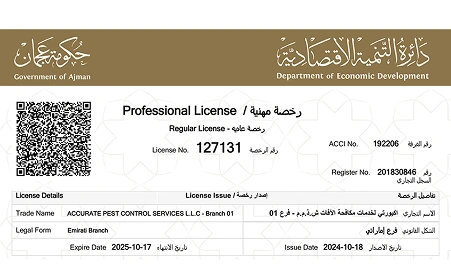 حكومة عجمان
Government of Ajman
دائرة التنمية الاقتصادية
Department of Economic Development
Professional License / رخصة مهنية
Regular License - رخصة عاديه
License No. 127131 رقم الرخصة
ACCI No. 192206 رقم الغرفة
Register No. 201830846 رقم السجل التجاري
License Details License Issue / إصدار رخصة تفاصيل الرخصة
Trade Name ACCURATE PEST CONTROL SERVICES L.L.C - Branch 01 اكيوريتي لخدمات مكافحة الآفات ش.ذ.م.م - فرع 01 الاسم التجاري
Legal Form Emirati Branch فرع إماراتي الشكل القانوني
Expire Date 2025-10-17 تاريخ الانتهاء Issue Date 2024-10-18 تاريخ الاصدار